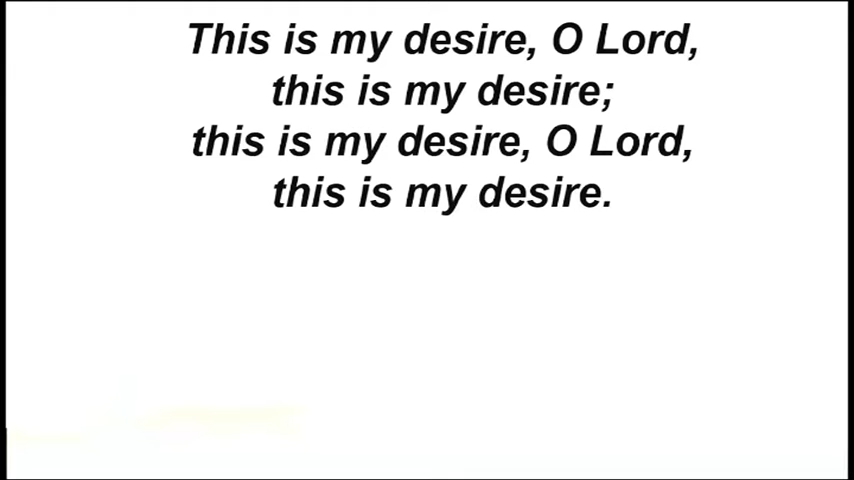 This is my desire, O Lord,
this is my desire;
this is my desire, O Lord,
this is my desire.